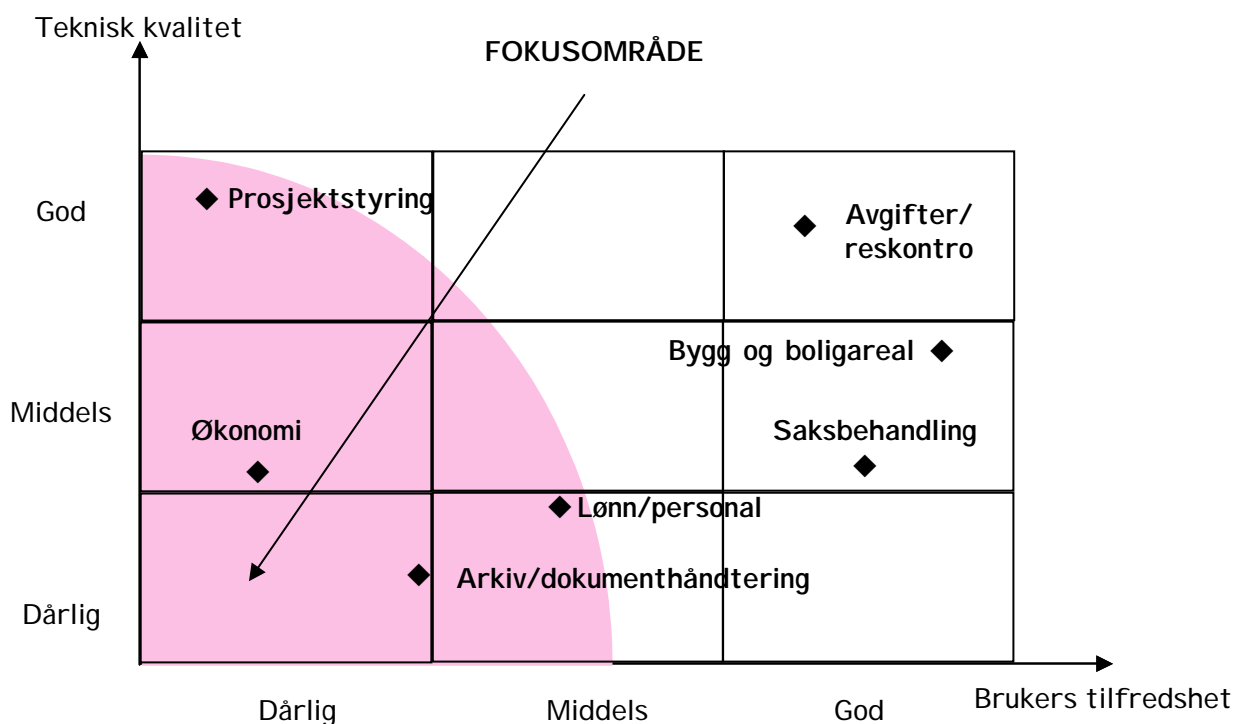 Teknisk kvalitet
FOKUSOMRÅDE
God
Prosjektstyring
Avgifter/
reskontro
Bygg og boligareal
Middels
Økonomi
Saksbehandling
Lønn/personal
Arkiv/dokumenthåndtering
Dårlig
Brukers tilfredshet
Dårlig
Middels
God